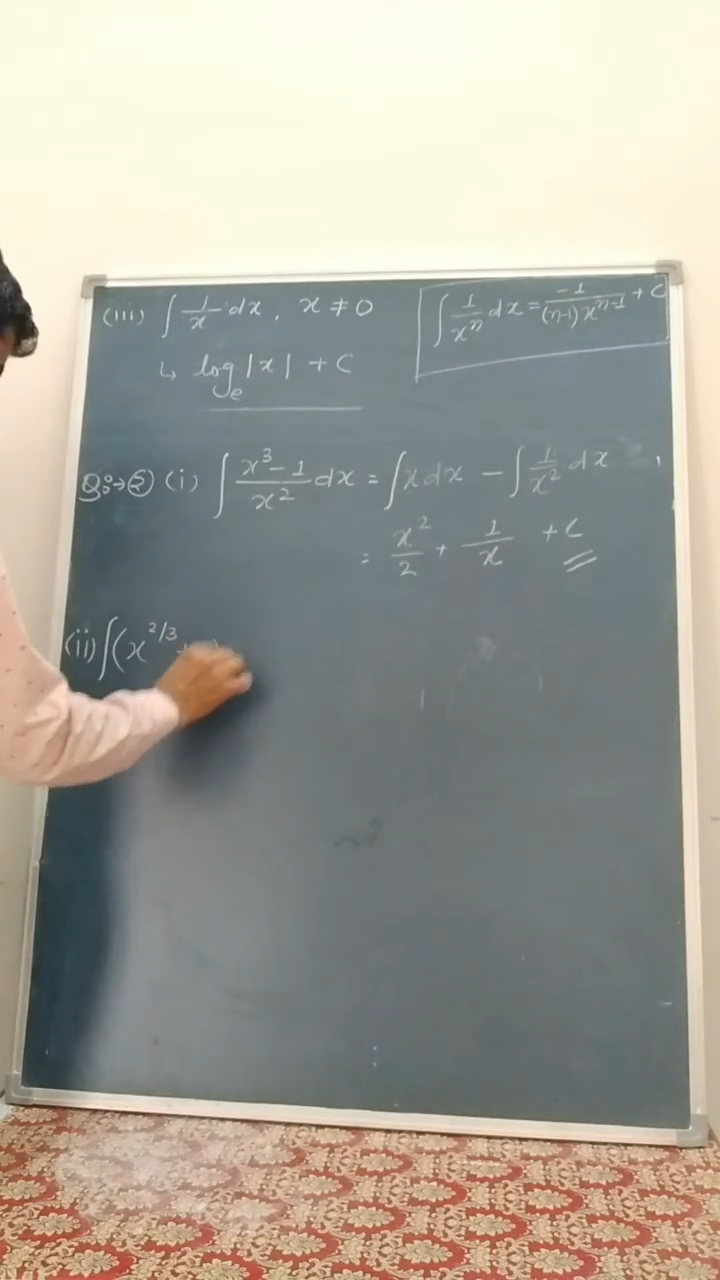 (iii) ∫ 1/x dx, x ≠ 0
↳ logₑ|x| + C
∫ 1/xⁿ dx = -1/((n-1) xⁿ⁻¹) + C
Q:→② (i) ∫ (x³-1)/x² dx = ∫x dx - ∫ 1/x² dx
= x²/2 + 1/x + C
(ii) ∫(x^2/3 +